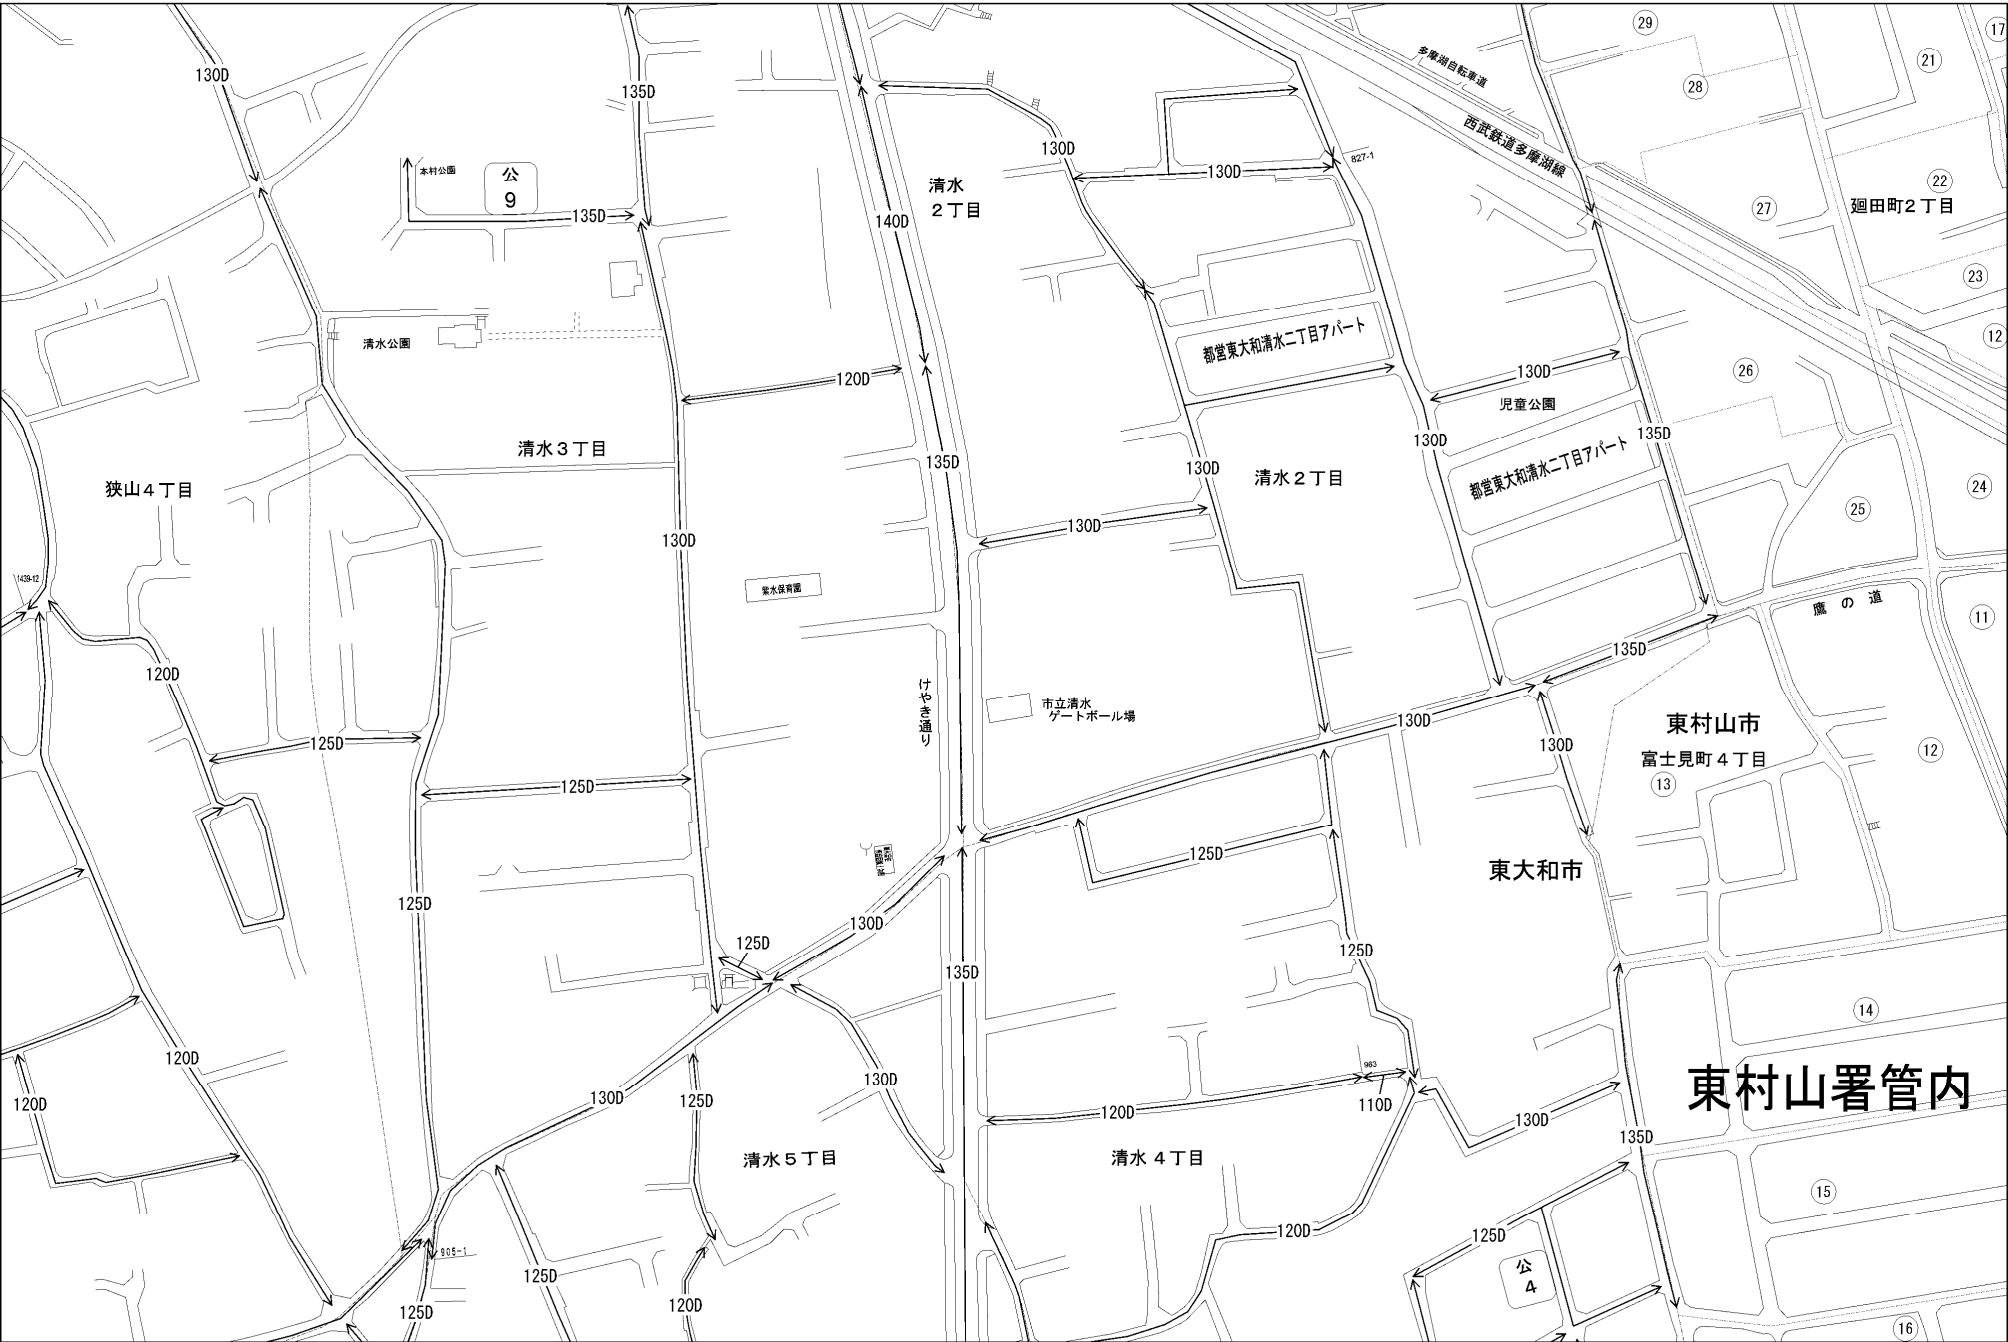 29
17
多摩湖自転車道
21
130D
28
135D
西武鉄道多摩湖線
130D
827-1
本村公園
公
9
130D
22
清水
2丁目
27
廻田町2丁目
135D
140D
23
都営東大和清水二丁目アパート
12
清水公園
120D
130D
26
児童公園
清水3丁目
135D
130D
135D
都営東大和清水二丁目アパート
130D
清水2丁目
狭山4丁目
24
25
130D
130D
1439-12
紫水保育園
鷹の道
11
135D
120D
けやき通り
市立清水
ゲートボール場
130D
東村山市
125D
130D
12
富士見町4丁目
125D
13
125D
東大和市
125D
130D
125D
125D
135D
14
120D
963
東村山署管内
130D
130D
125D
120D
110D
120D
130D
135D
清水5丁目
清水4丁目
15
120D
125D
905-1
125D
公
4
120D
125D
16